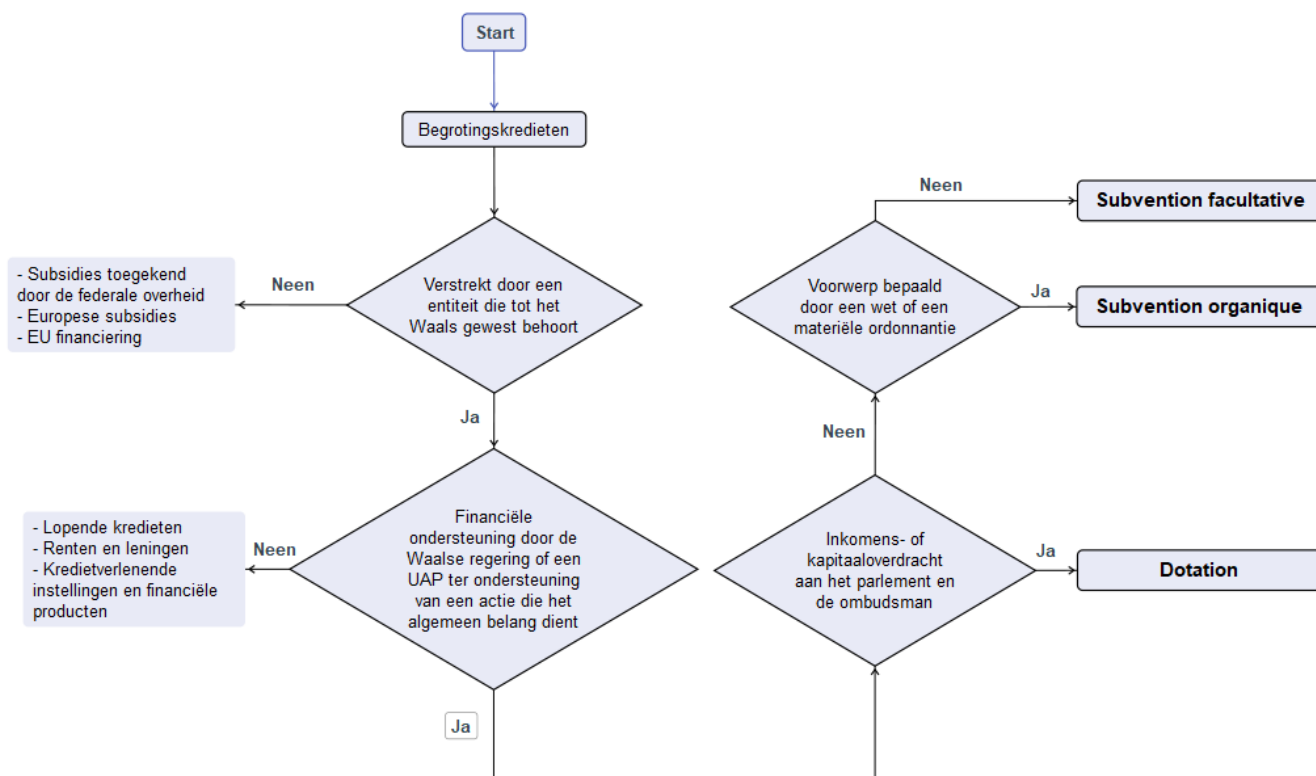 Start
Begrotingskredieten
Verstrekt door een
entiteit die tot het
Waals gewest behoort
Neen
- Subsidies toegekend
door de federale overheid
- Europese subsidies
- EU financiering
Ja
Financiële
ondersteuning door de
Waalse regering of een
UAP ter ondersteuning
van een actie die het
algemeen belang dient
Neen
- Lopende kredieten
- Renten en leningen
- Kredietverlenende
instellingen en financiële
producten
Ja
Inkomens- of
kapitaaloverdracht
aan het parlement en
de ombudsman
Ja
Dotation
Neen
Voorwerp bepaald
door een wet of een
materiële ordonnantie
Ja
Subvention organique
Neen
Subvention facultative